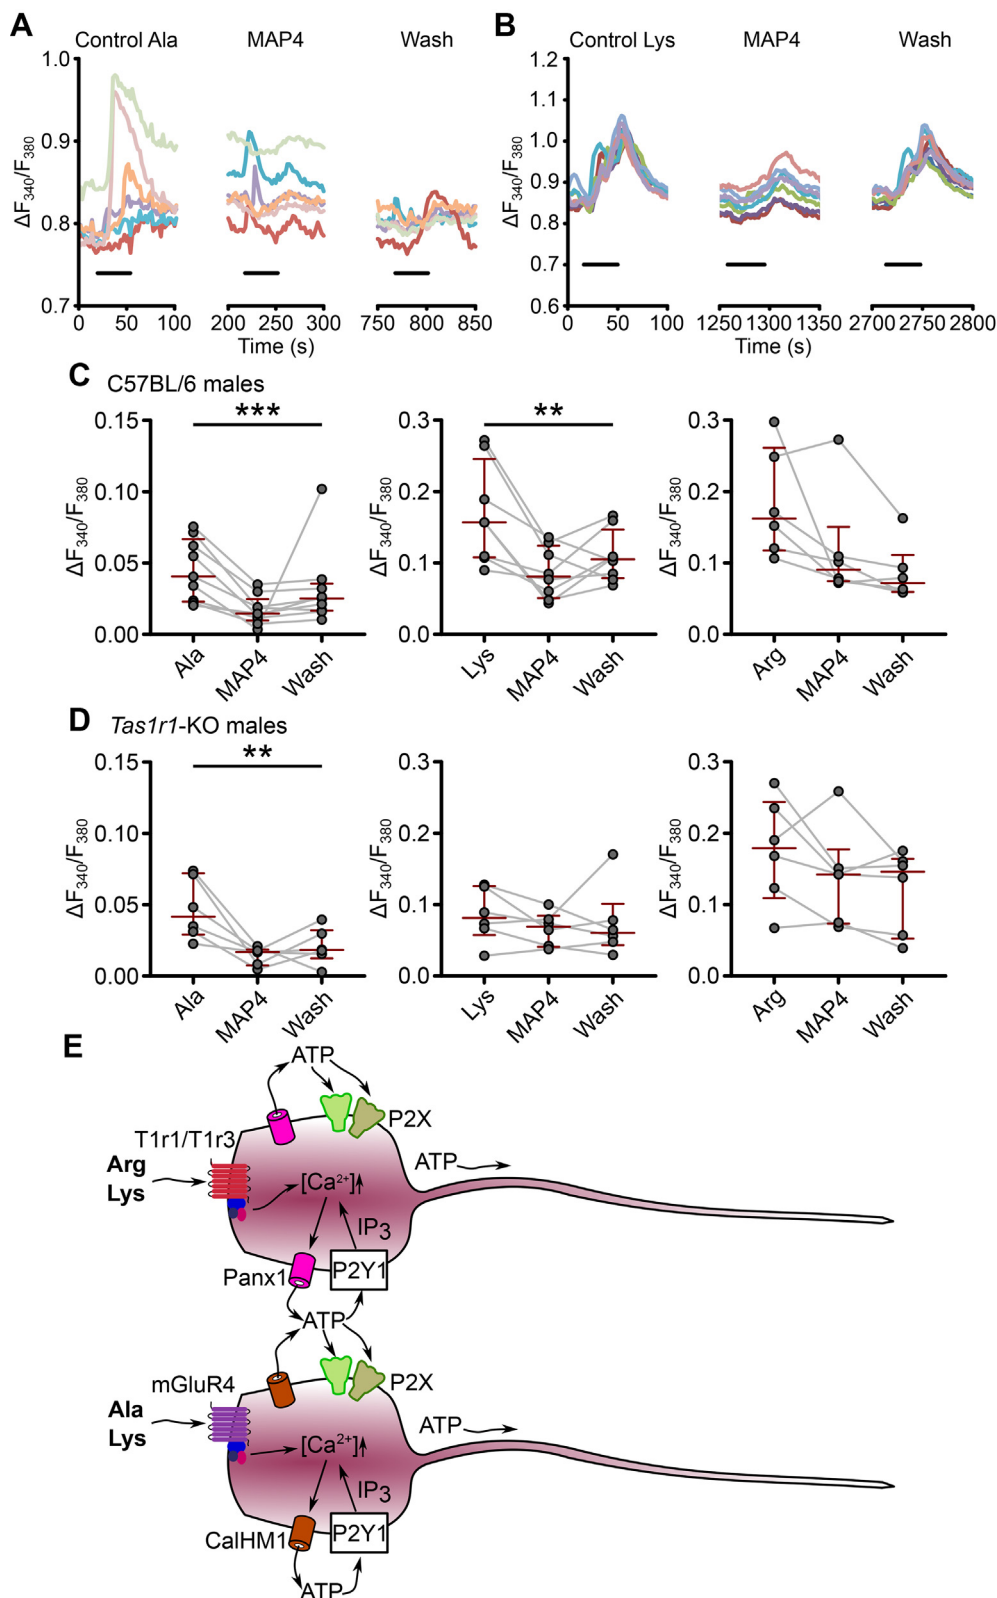 A
Control Ala MAP4 Wash
ΔF340/F380
1.0
0.9
0.8
0.7
0 50 100 200 250 300 750 800 850
Time (s)
B
Control Lys MAP4 Wash
ΔF340/F380
1.2
1.1
1.0
0.9
0.8
0.7
0.6
0 50 100 1250 1300 1350 2700 2750 2800
Time (s)
C C57BL/6 males
***
ΔF340/F380
0.15
0.10
0.05
0.00
Ala MAP4 Wash
**
ΔF340/F380
0.3
0.2
0.1
0.0
Lys MAP4 Wash
ΔF340/F380
0.3
0.2
0.1
0.0
Arg MAP4 Wash
D Tas1r1-KO males
**
ΔF340/F380
0.15
0.10
0.05
0.00
Ala MAP4 Wash
ΔF340/F380
0.3
0.2
0.1
0.0
Lys MAP4 Wash
ΔF340/F380
0.3
0.2
0.1
0.0
Arg MAP4 Wash
E
ATP
P2X
T1r1/T1r3
Arg
Lys
ATP
[Ca2+]
IP3
Panx1
P2Y1
ATP
P2X
mGluR4
Ala
Lys
ATP
[Ca2+]
IP3
CalHM1
P2Y1
ATP